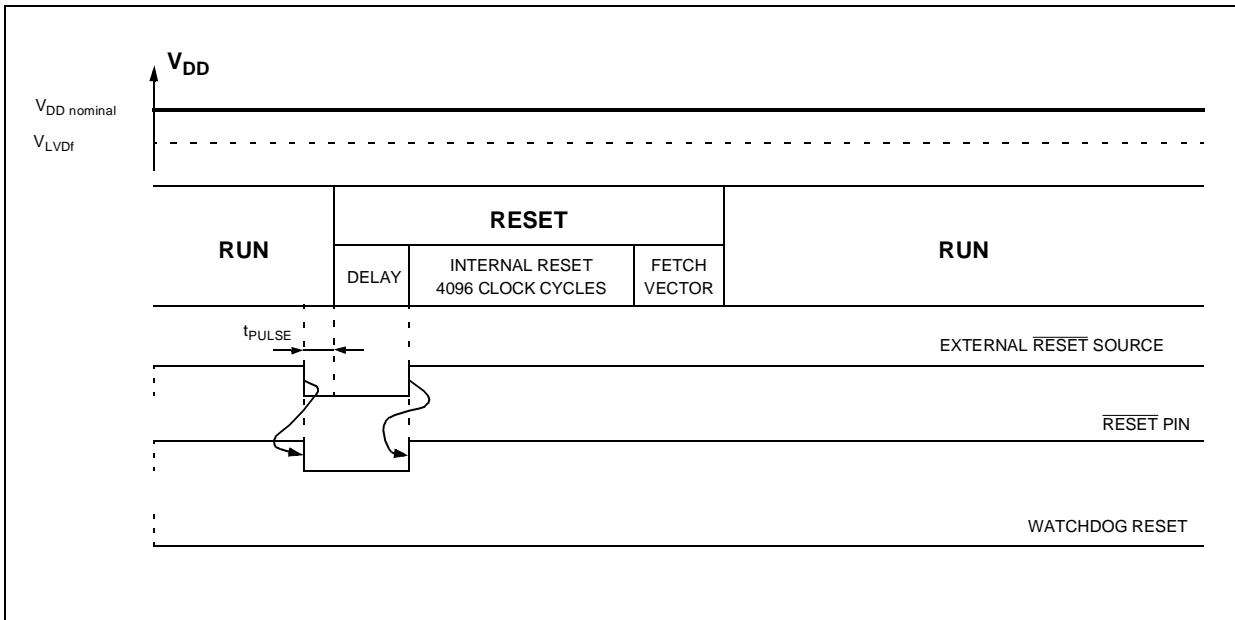 VDD
VDD nominal
VLVDf
RUN
RESET
DELAY
INTERNAL RESET
4096 CLOCK CYCLES
FETCH
VECTOR
RUN
tPULSE
EXTERNAL RESET SOURCE
RESET PIN
WATCHDOG RESET